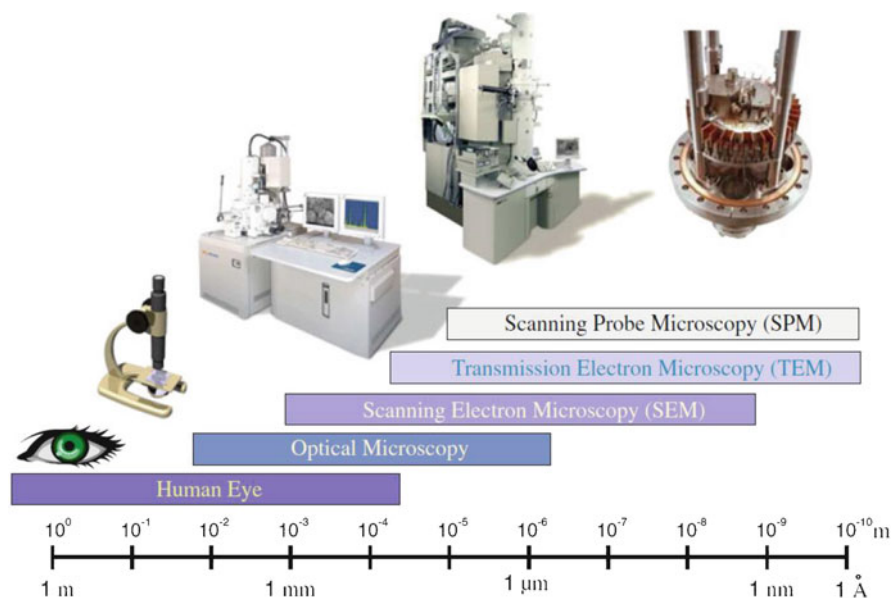 Scanning Probe Microscopy (SPM)
Transmission Electron Microscopy (TEM)
Scanning Electron Microscopy (SEM)
Optical Microscopy
Human Eye
10⁰ 10⁻¹ 10⁻² 10⁻³ 10⁻⁴ 10⁻⁵ 10⁻⁶ 10⁻⁷ 10⁻⁸ 10⁻⁹ 10⁻¹⁰ m
1 m 1 mm 1 μm 1 nm 1 Å